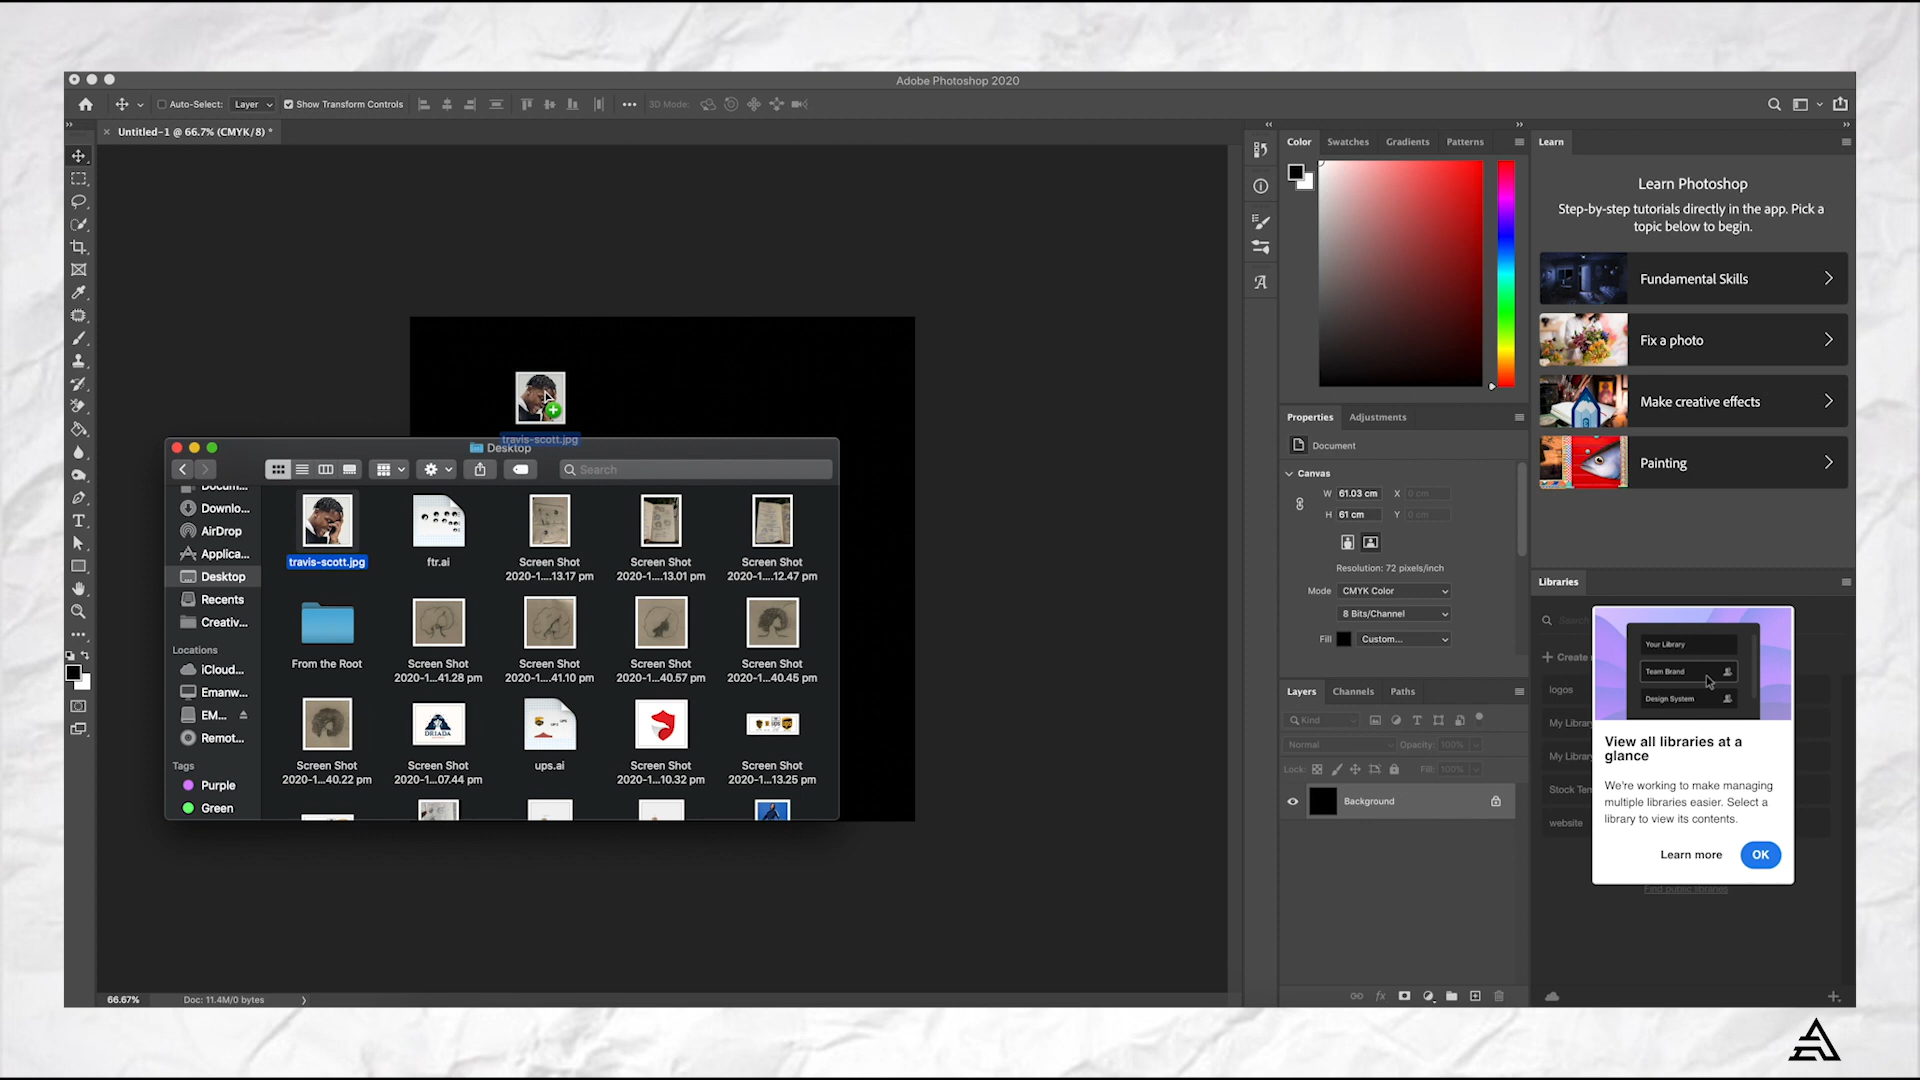 Adobe Photoshop 2020
Auto-Select: Layer Show Transform Controls 3D Mode:
Untitled-1 @ 66.7% (CMYK/8) *
Color Swatches Gradients Patterns
Learn
Learn Photoshop
Step-by-step tutorials directly in the app. Pick a
topic below to begin.
Fundamental Skills
Fix a photo
Make creative effects
Painting
travis-scott.jpg
Desktop
Search
Downlo...
AirDrop
Applica...
Desktop
Recents
Creativ...
Locations
iCloud...
Emanw...
EM...
Remot...
Tags
Purple
Green
travis-scott.jpg
ftr.ai
Screen Shot
2020-1....13.17 pm
Screen Shot
2020-1....13.01 pm
Screen Shot
2020-1....12.47 pm
From the Root
Screen Shot
2020-1...41.28 pm
Screen Shot
2020-1....41.10 pm
Screen Shot
2020-1...40.57 pm
Screen Shot
2020-1...40.45 pm
Screen Shot
2020-1...40.22 pm
Screen Shot
2020-1...07.44 pm
ups.ai
Screen Shot
2020-1...10.32 pm
Screen Shot
2020-1...13.25 pm
DRIADA
Properties Adjustments
Document
Canvas
W 61.03 cm X 0 cm
H 61 cm Y 0 cm
Resolution: 72 pixels/inch
Mode CMYK Color
8 Bits/Channel
Fill Custom...
Layers Channels Paths
Kind
Normal Opacity: 100%
Lock: Fill: 100%
Background
Libraries
Search
Create
logos
My Librar
My Librar
Stock Tem
website
Your Library
Team Brand
Design System
View all libraries at a
glance
We're working to make managing
multiple libraries easier. Select a
library to view its contents.
Learn more OK
Find public libraries
66.67% Doc: 11.4M/0 bytes